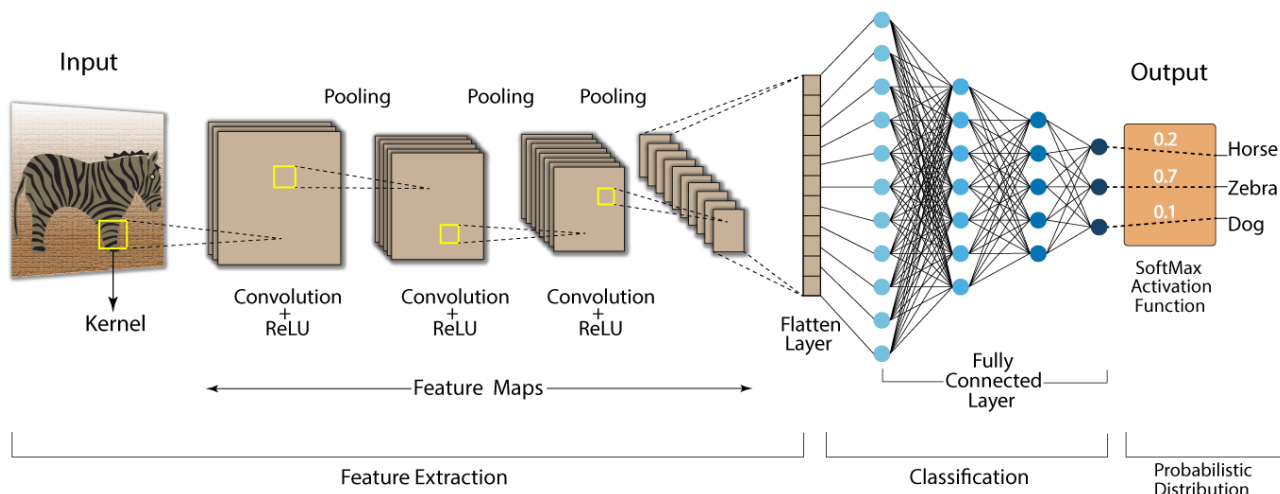 Input
Kernel
Pooling
Pooling
Pooling
Convolution
+
ReLU
Convolution
+
ReLU
Convolution
+
ReLU
Feature Maps
Flatten
Layer
Fully
Connected
Layer
Output
0.2
0.7
0.1
Horse
Zebra
Dog
SoftMax
Activation
Function
Feature Extraction
Classification
Probabilistic
Distribution